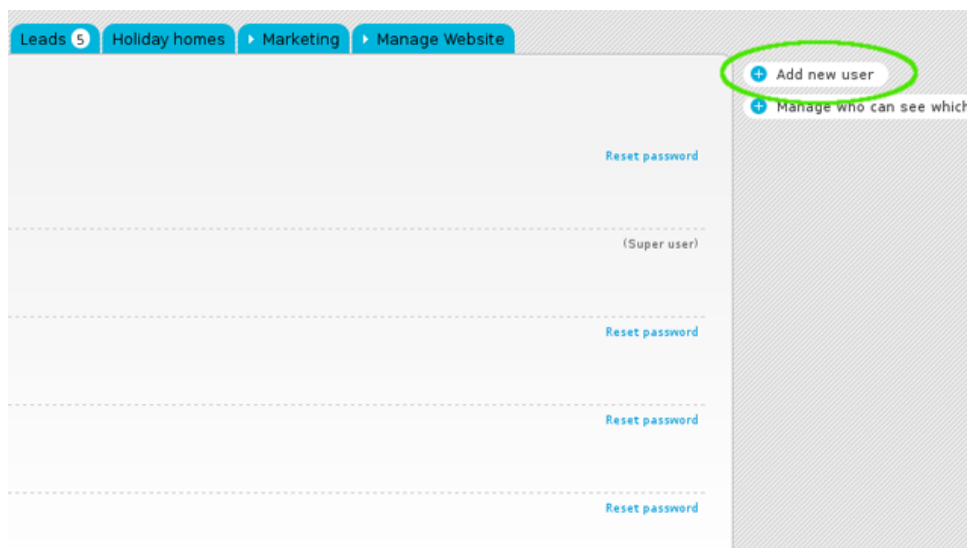 Leads 5 Holiday homes Marketing Manage Website
Add new user
Manage who can see which
Reset password
(Super user)
Reset password
Reset password
Reset password